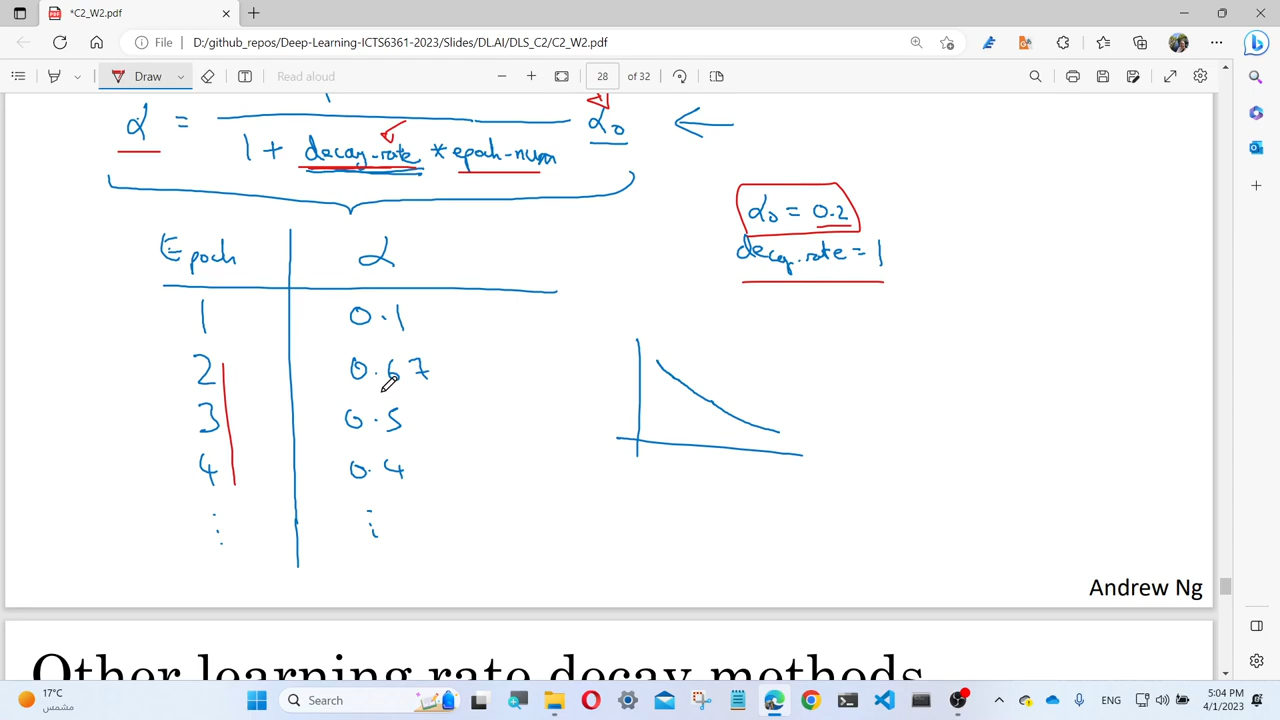 *C2_W2.pdf
File
D:/github_repos/Deep-Learning-ICTS6361-2023/Slides/DL.AI/DLS_C2/C2_W2.pdf
Draw
Read aloud
28
of 32
α = 1 + decay-rate * epoch-num α₀
α₀ = 0.2
decay-rate = 1
Epoch α
1 0.1
2 0.67
3 0.5
4 0.4
⋮ ⋮
Andrew Ng
Other learning rate decay methods
17°C
مشمس
Search
ENG
5:04 PM
4/1/2023